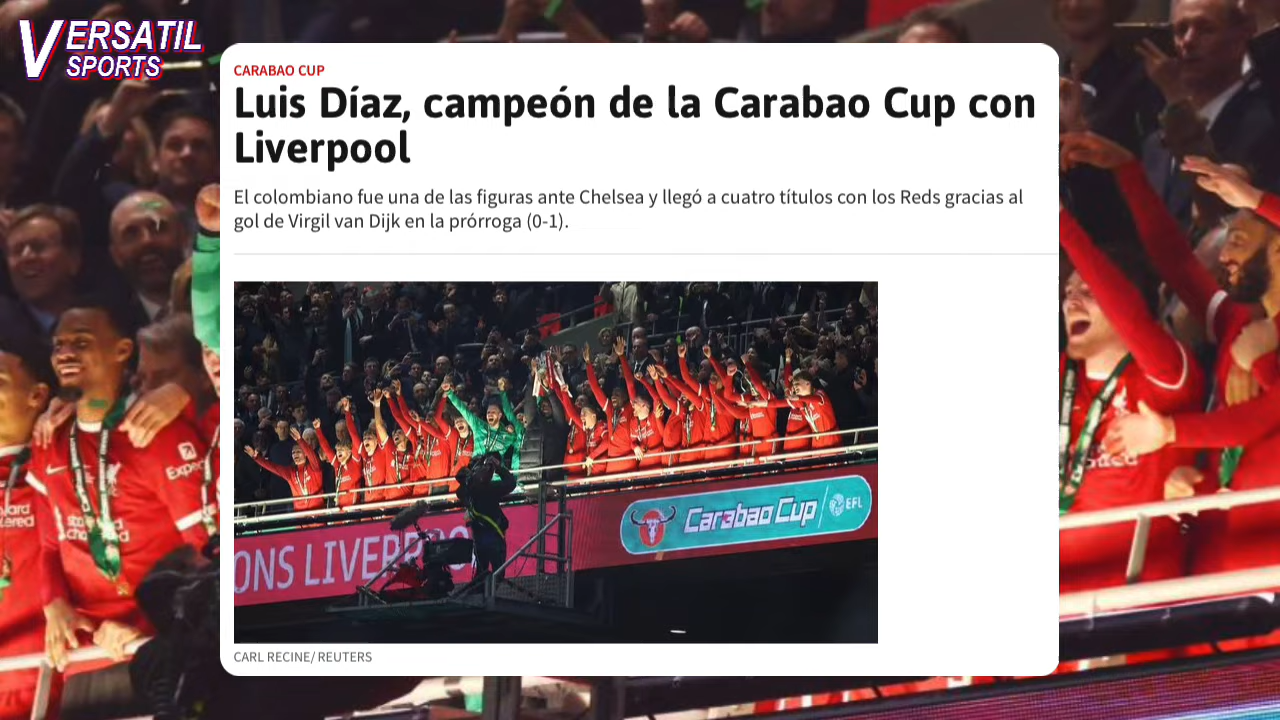 VERSATIL
SPORTS
CARABAO CUP
Luis Díaz, campeón de la Carabao Cup con
Liverpool
El colombiano fue una de las figuras ante Chelsea y llegó a cuatro títulos con los Reds gracias al
gol de Virgil van Dijk en la prórroga (0-1).
ONS LIVERPOO
Carabao Cup
EFL
CARL RECINE/ REUTERS